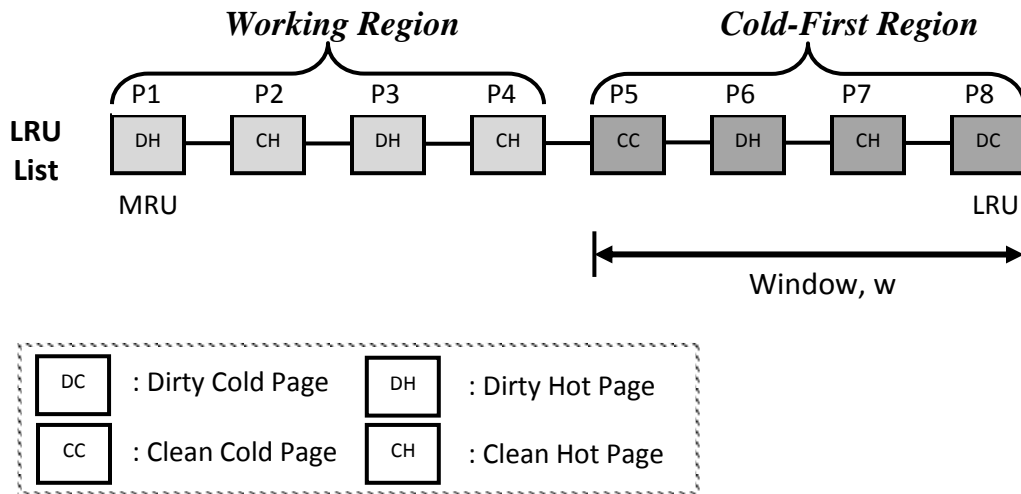 Working Region Cold-First Region
P1 P2 P3 P4 P5 P6 P7 P8
LRU List
DH CH DH CH CC DH CH DC
MRU LRU
Window, w
DC : Dirty Cold Page DH : Dirty Hot Page
CC : Clean Cold Page CH : Clean Hot Page